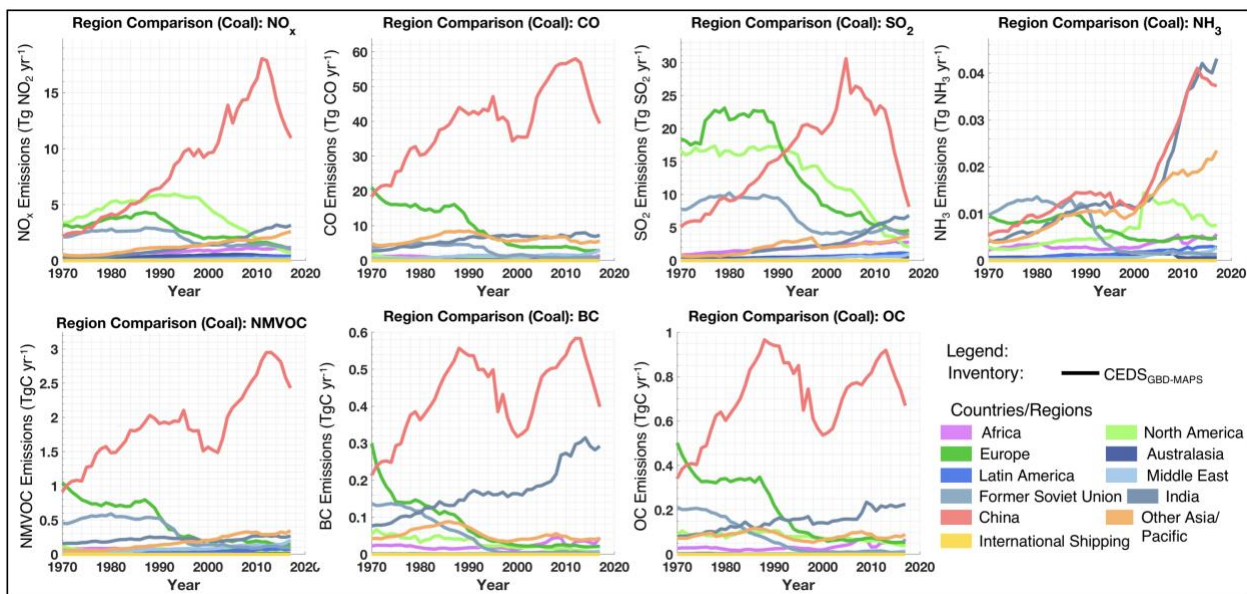 Region Comparison (Coal): NOx
NOx Emissions (Tg NO2 yr-1)
15
10
5
0
1970 1980 1990 2000 2010 2020
Year
Region Comparison (Coal): CO
CO Emissions (Tg CO yr-1)
60
50
40
30
20
10
0
1970 1980 1990 2000 2010 2020
Year
Region Comparison (Coal): SO2
SO2 Emissions (Tg SO2 yr-1)
30
25
20
15
10
5
0
1970 1980 1990 2000 2010 2020
Year
Region Comparison (Coal): NH3
NH3 Emissions (Tg NH3 yr-1)
0.04
0.03
0.02
0.01
0
1970 1980 1990 2000 2010 2020
Year
Region Comparison (Coal): NMVOC
NMVOC Emissions (TgC yr-1)
3
2.5
2
1.5
1
0.5
0
1970 1980 1990 2000 2010 202
Year
Region Comparison (Coal): BC
BC Emissions (TgC yr-1)
0.6
0.5
0.4
0.3
0.2
0.1
0
1970 1980 1990 2000 2010 2020
Year
Region Comparison (Coal): OC
OC Emissions (TgC yr-1)
1
0.8
0.6
0.4
0.2
0
1970 1980 1990 2000 2010 2020
Year
Legend:
Inventory: CEDSGBD-MAPS
Countries/Regions
Africa North America
Europe Australasia
Latin America Middle East
Former Soviet Union India
China Other Asia/
Pacific
International Shipping